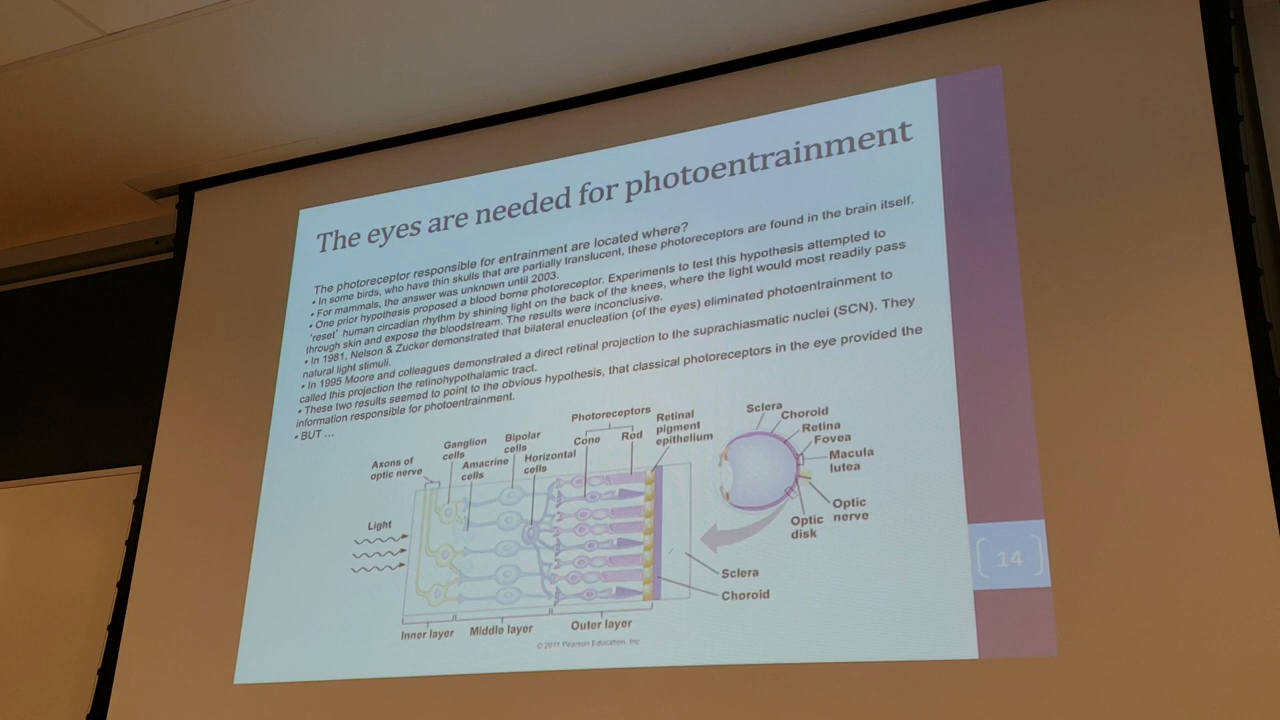 The eyes are needed for photoentrainment
The photoreceptor responsible for entrainment are located where?
• In some birds, who have thin skulls that are partially translucent, these photoreceptors are found in the brain itself.
• For mammals, the answer was unknown until 2003.
• One prior hypothesis proposed a blood borne photoreceptor. Experiments to test this hypothesis attempted to
'reset' human circadian rhythm by shining light on the back of the knees, where the light would most readily pass
through skin and expose the bloodstream. The results were inconclusive.
• In 1981, Nelson & Zucker demonstrated that bilateral enucleation (of the eyes) eliminated photoentrainment to
natural light stimuli.
• In 1995 Moore and colleagues demonstrated a direct retinal projection to the suprachiasmatic nuclei (SCN). They
called this projection the retinohypothalamic tract.
• These two results seemed to point to the obvious hypothesis, that classical photoreceptors in the eye provided the
information responsible for photoentrainment.
• BUT ...
Axons of
optic nerve
Ganglion
cells
Amacrine
cells
Bipolar
cells
Horizontal
cells
Photoreceptors
Cone
Rod
Retinal
pigment
epithelium
Light
Inner layer
Middle layer
Outer layer
Sclera
Choroid
Sclera
Choroid
Retina
Fovea
Macula
lutea
Optic
nerve
Optic
disk
© 2011 Pearson Education, Inc
14